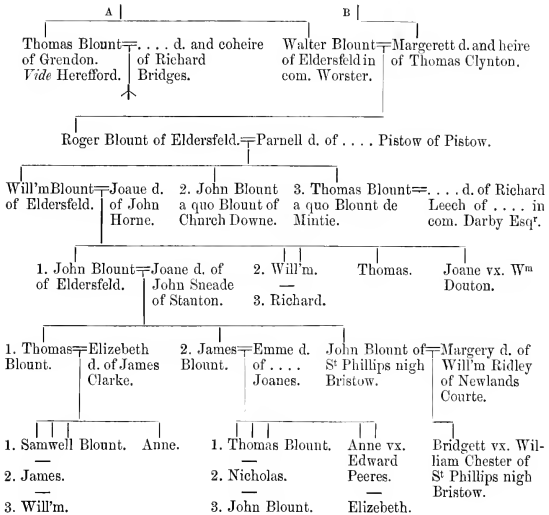 A B
Thomas Blount . . . . d. and coheire
of Grendon. of Richard
Vide Herefford. Bridges.
Walter Blount Margerett d. and heire
of Eldersfeld in of Thomas Clynton.
com. Worster.
Roger Blount of Eldersfeld. Parnell d. of . . . . Pistow of Pistow.
Will'm Blount Joane d.
of Eldersfeld. of John
Horne.
2. John Blount
a quo Blount of
Church Downe.
3. Thomas Blount . . . . d. of Richard
a quo Blount de Leech of . . . . in
Mintie. com. Darby Esqr.
1. John Blount Joane d. of
of Eldersfeld. John Sneade
of Stanton.
2. Will'm.
—
3. Richard.
Thomas.
Joane vx. Wm
Douton.
1. Thomas Elizebeth
Blount. d. of James
Clarke.
2. James Emme d.
Blount. of . . . .
Joanes.
John Blount of Margery d. of
St Phillips nigh Will'm Ridley
Bristow. of Newlands
Courte.
1. Samwell Blount. Anne.
—
2. James.
—
3. Will'm.
1. Thomas Blount.
—
2. Nicholas.
—
3. John Blount.
Anne vx.
Edward
Peeres.
—
Elizebeth.
Bridgett vx. Wil-
liam Chester of
St Phillips nigh
Bristow.